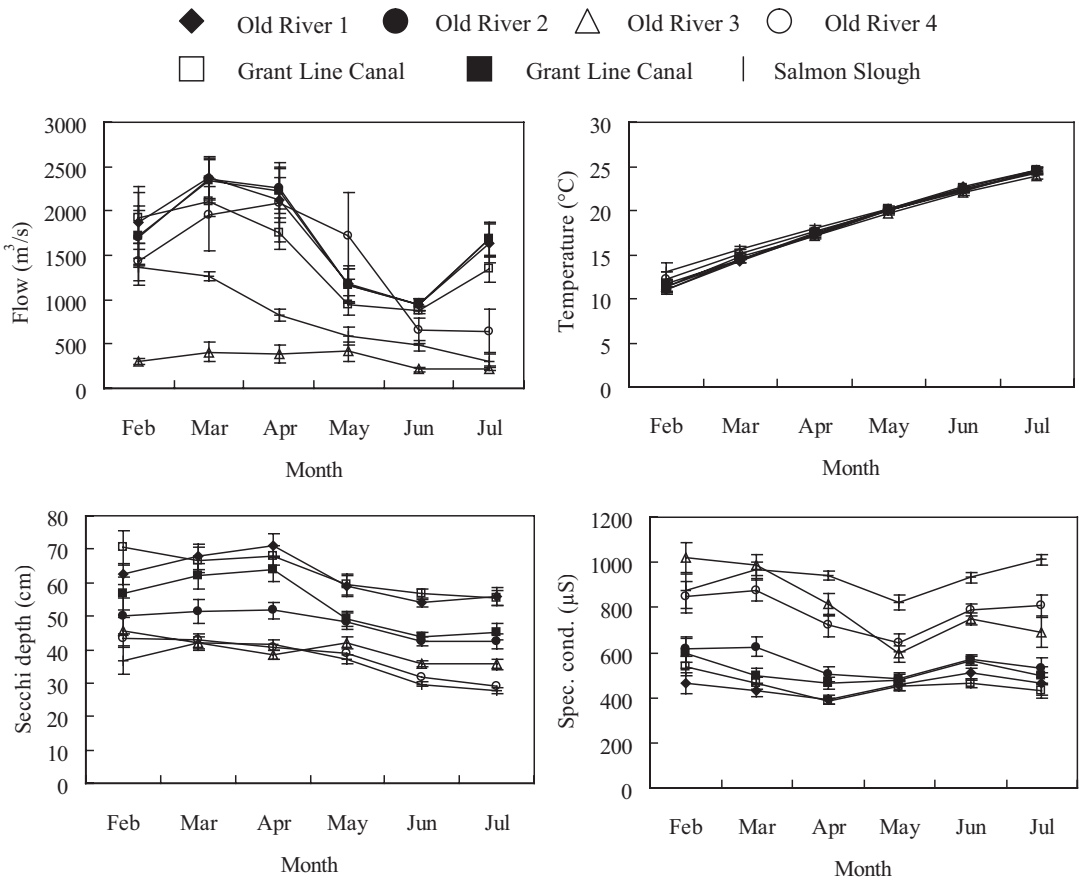 Old River 1 Old River 2 Old River 3 Old River 4
Grant Line Canal Grant Line Canal Salmon Slough
Flow (m³/s)
3000
2500
2000
1500
1000
500
0
Feb Mar Apr May Jun Jul
Month
Temperature (°C)
30
25
20
15
10
5
0
Feb Mar Apr May Jun Jul
Month
Secchi depth (cm)
80
70
60
50
40
30
20
10
0
Feb Mar Apr May Jun Jul
Month
Spec. cond. (µS)
1200
1000
800
600
400
200
0
Feb Mar Apr May Jun Jul
Month